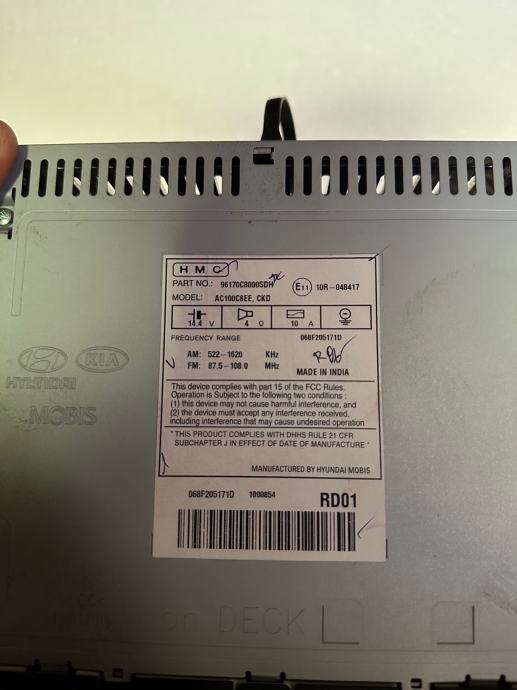 HMC
PART NO.: 96170C8000SDH
E11 10R-048417
MODEL: AC100C8EE, CKD
14.4 V 4 Ω 10 A
FREQUENCY RANGE 068F205171D
AM: 522-1620 KHz
FM: 87.5-108.0 MHz MADE IN INDIA
This device complies with part 15 of the FCC Rules.
Operation is Subject to the following two conditions :
(1) this device may not cause harmful interference, and
(2) the device must accept any interference received,
including interference that may cause undesired operation
" THIS PRODUCT COMPLIES WITH DHHS RULE 21 CFR
SUBCHAPTER J IN EFFECT OF DATE OF MANUFACTURE "
MANUFACTURED BY HYUNDAI MOBIS
068F205171D 1000854 RD01
KIA
HYUNDAI
MOBIS
on DECK